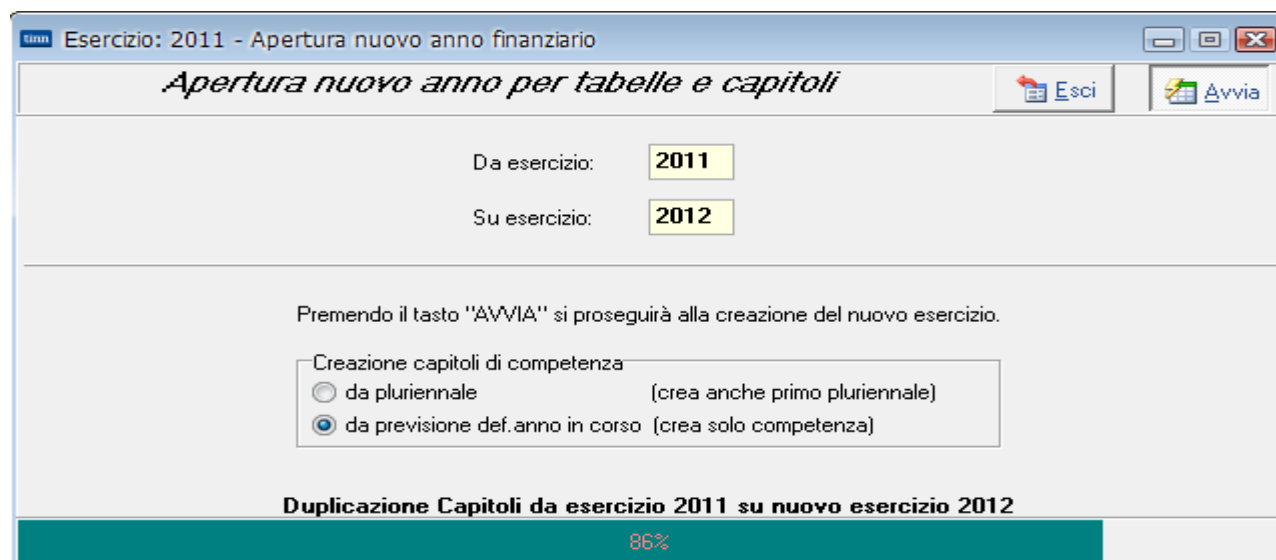 tinn Esercizio: 2011 - Apertura nuovo anno finanziario
Apertura nuovo anno per tabelle e capitoli
Esci
Avvia
Da esercizio: 2011
Su esercizio: 2012
Premendo il tasto "AVVIA" si proseguirà alla creazione del nuovo esercizio.
Creazione capitoli di competenza
da pluriennale (crea anche primo pluriennale)
da previsione def.anno in corso (crea solo competenza)
Duplicazione Capitoli da esercizio 2011 su nuovo esercizio 2012
86%